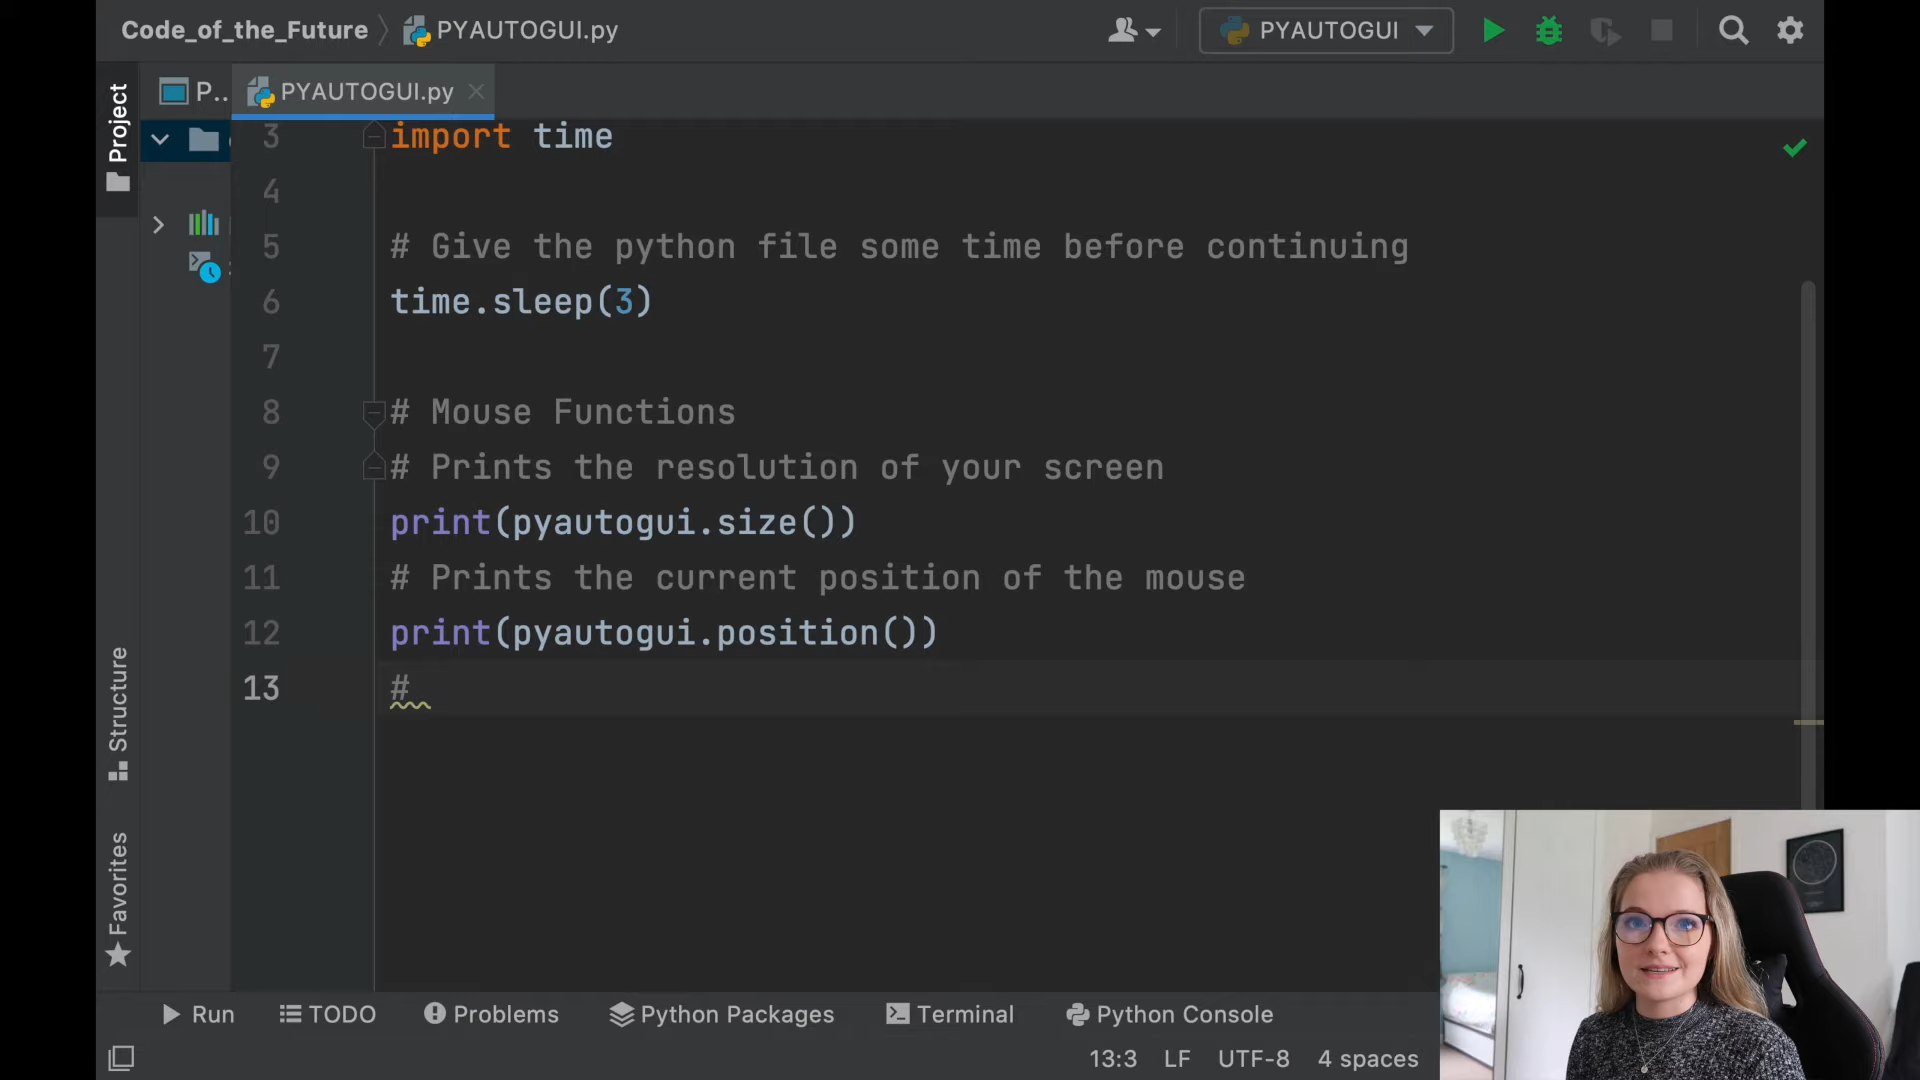 Code_of_the_Future
PYAUTOGUI.py
PYAUTOGUI
Project
P..
PYAUTOGUI.py
3 import time
4
5 # Give the python file some time before continuing
6 time.sleep(3)
7
8 # Mouse Functions
9 # Prints the resolution of your screen
10 print(pyautogui.size())
11 # Prints the current position of the mouse
12 print(pyautogui.position())
13 #
Structure
Favorites
Run
TODO
Problems
Python Packages
Terminal
Python Console
13:3 LF UTF-8 4 spaces